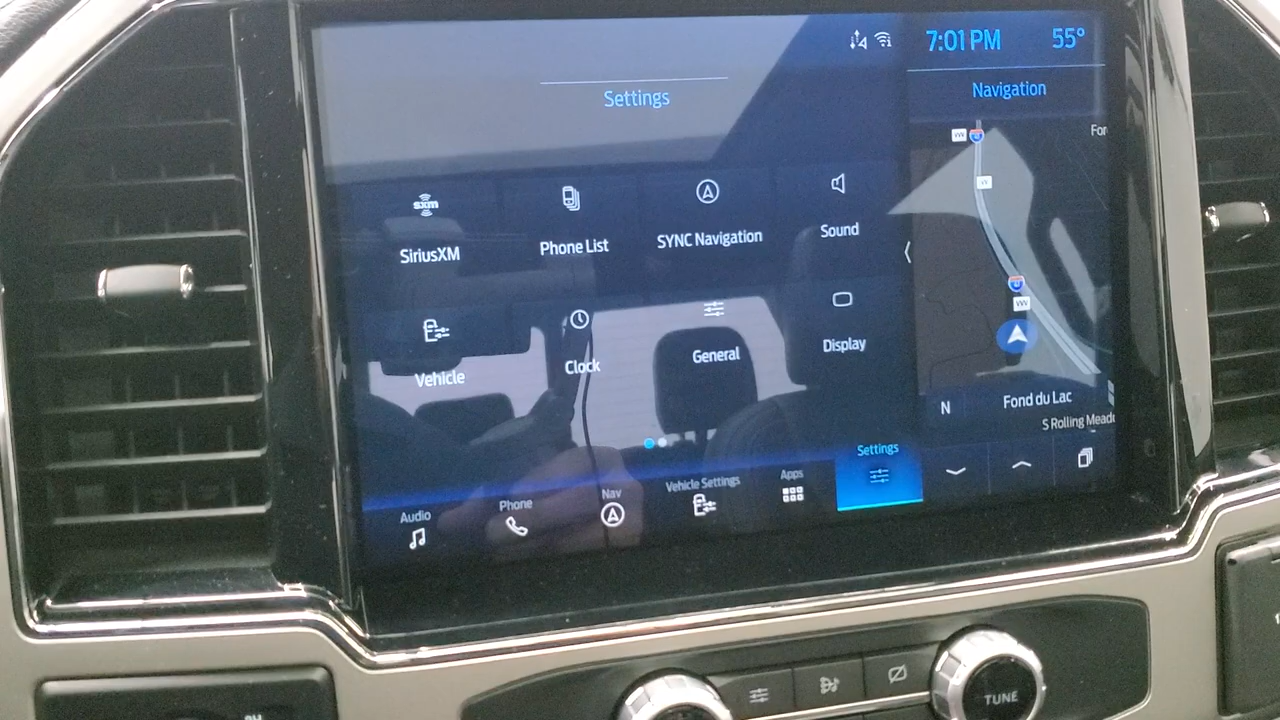 7:01 PM 55°
Settings
Navigation
sxm
SiriusXM
Phone List
SYNC Navigation
Sound
Vehicle
Clock
General
Display
N
Fond du Lac
S Rolling Meado
Audio
Phone
Nav
Vehicle Settings
Apps
Settings
TUNE